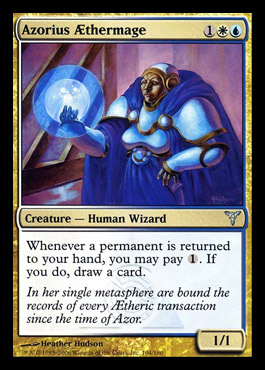 Azorius Æthermage 1
Creature — Human Wizard
Whenever a permanent is returned
to your hand, you may pay 1. If
you do, draw a card.
In her single metasphere are bound the
records of every Ætheric transaction
since the time of Azor.
1/1
Heather Hudson